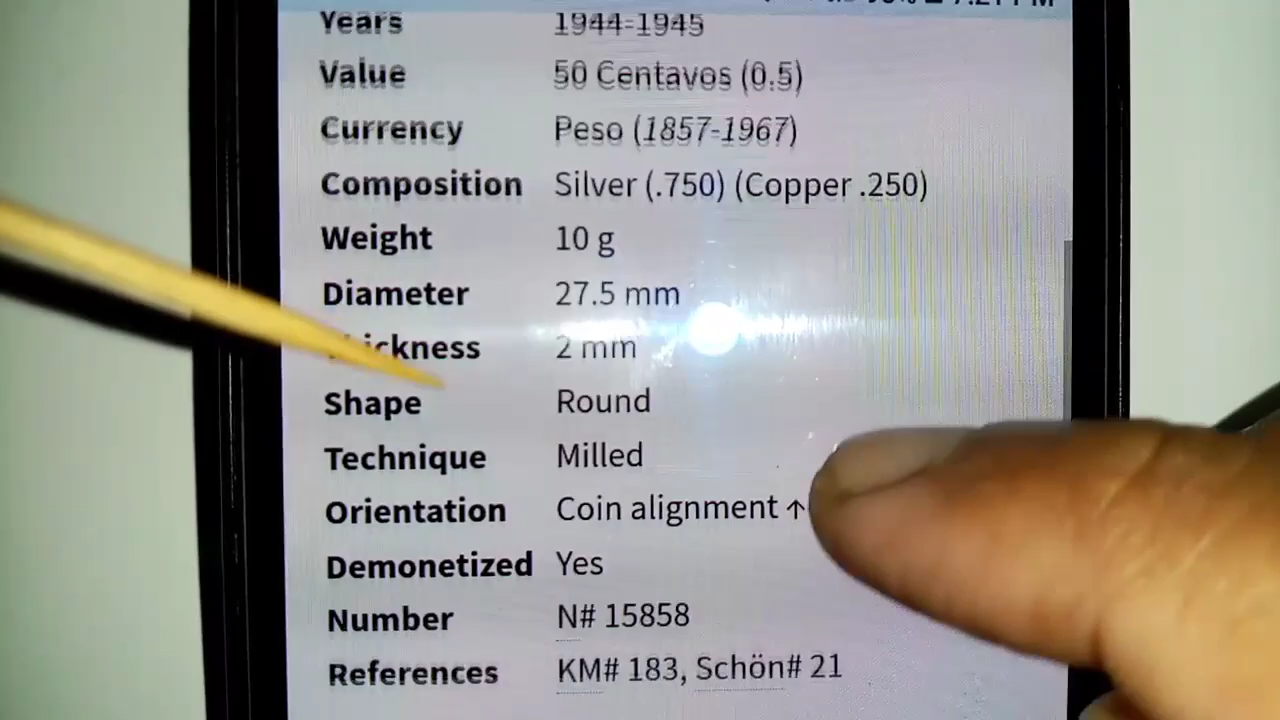 Years 1944-1945
Value 50 Centavos (0.5)
Currency Peso (1857-1967)
Composition Silver (.750) (Copper .250)
Weight 10 g
Diameter 27.5 mm
Thickness 2 mm
Shape Round
Technique Milled
Orientation Coin alignment ↑
Demonetized Yes
Number N# 15858
References KM# 183, Schön# 21